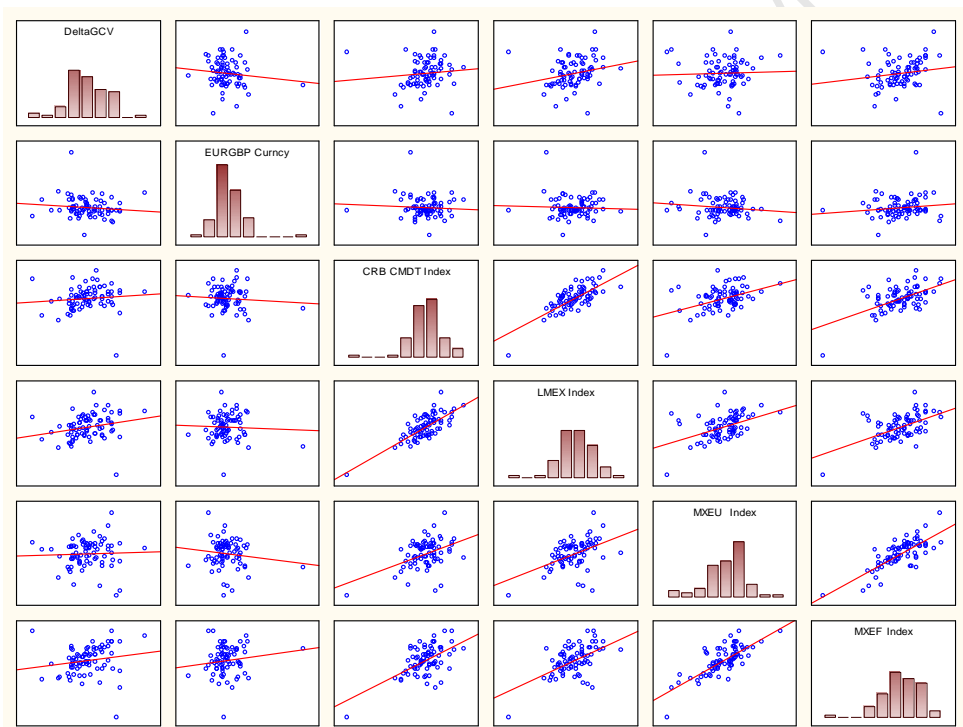 DeltaGCV
EURGBP Curncy
CRB CMDT Index
LMEX Index
MXEU Index
MXEF Index